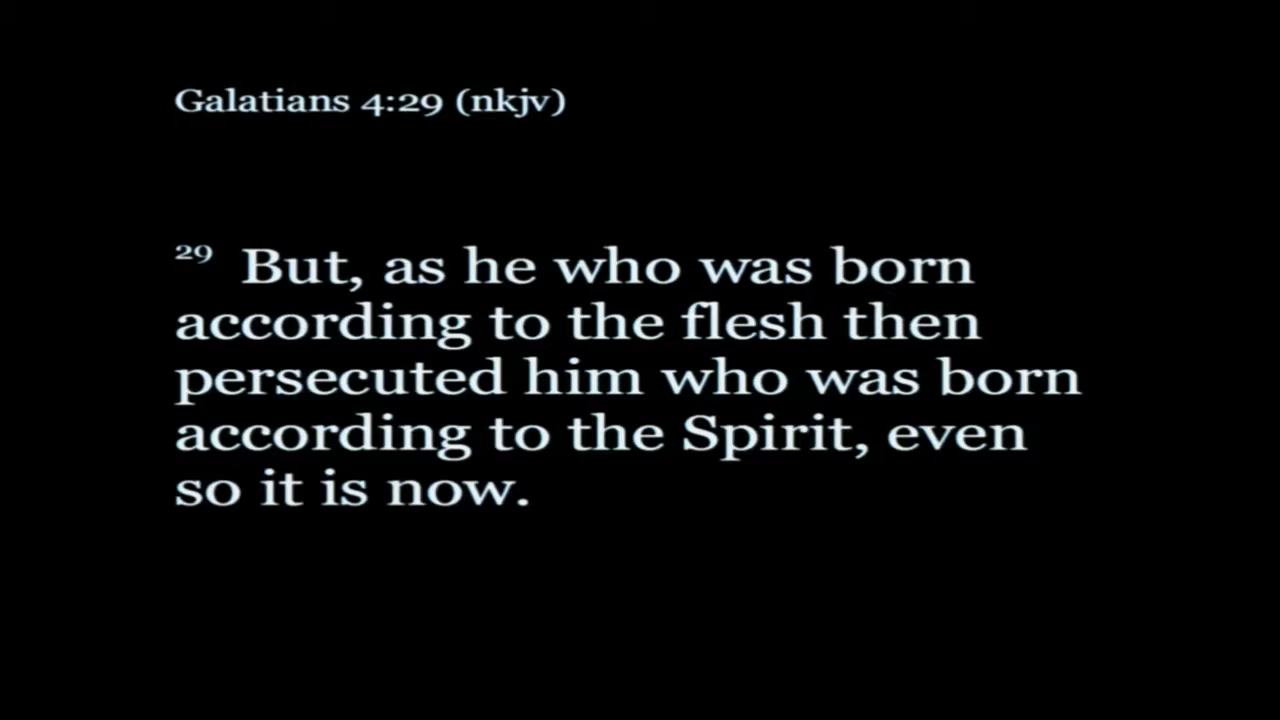 Galatians 4:29 (nkjv)
29 But, as he who was born
according to the flesh then
persecuted him who was born
according to the Spirit, even
so it is now.